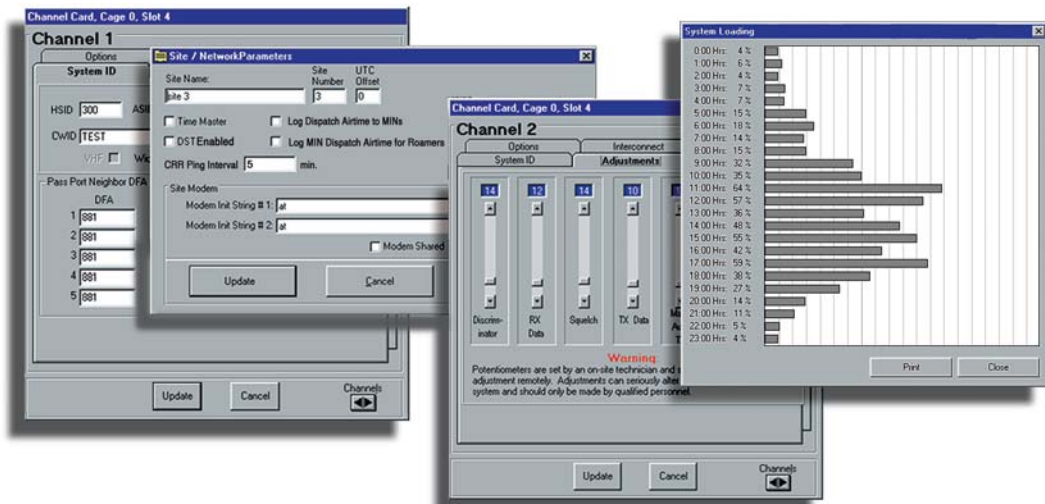 Channel Card, Cage 0, Slot 4
Channel 1
Options
System ID
HSID 300
CWID TEST
VHF
Pass Port Neighbor DFA
DFA
1 881
2 881
3 881
4 881
5 881
Update
Cancel
Channels
Site / NetworkParameters
Site Name:
Site Number
UTC Offset
site 3
3
0
Time Master
Log Dispatch Airtime to MINs
DST Enabled
Log MIN Dispatch Airtime for Roamers
CRR Ping Interval 5 min.
Site Modem
Modem Init String # 1: at
Modem Init String # 2: at
Modem Shared
Update
Cancel
Channel Card, Cage 0, Slot 4
Channel 2
Options
Interconnect
System ID
Adjustments
14
12
14
10
Discrim-
inator
RX
Data
Squelch
TX Data
Warning:
Potentiometers are set by an on-site technician and
adjustment remotely. Adjustments can seriously alter
system and should only be made by qualified personnel.
Update
Cancel
Channels
System Loading
0:00 Hrs: 4 %
1:00 Hrs: 6 %
2:00 Hrs: 4 %
3:00 Hrs: 7 %
4:00 Hrs: 7 %
5:00 Hrs: 15 %
6:00 Hrs: 18 %
7:00 Hrs: 14 %
8:00 Hrs: 15 %
9:00 Hrs: 32 %
10:00 Hrs: 35 %
11:00 Hrs: 64 %
12:00 Hrs: 57 %
13:00 Hrs: 36 %
14:00 Hrs: 48 %
15:00 Hrs: 55 %
16:00 Hrs: 42 %
17:00 Hrs: 59 %
18:00 Hrs: 38 %
19:00 Hrs: 27 %
20:00 Hrs: 14 %
21:00 Hrs: 11 %
22:00 Hrs: 5 %
23:00 Hrs: 4 %
Print
Close